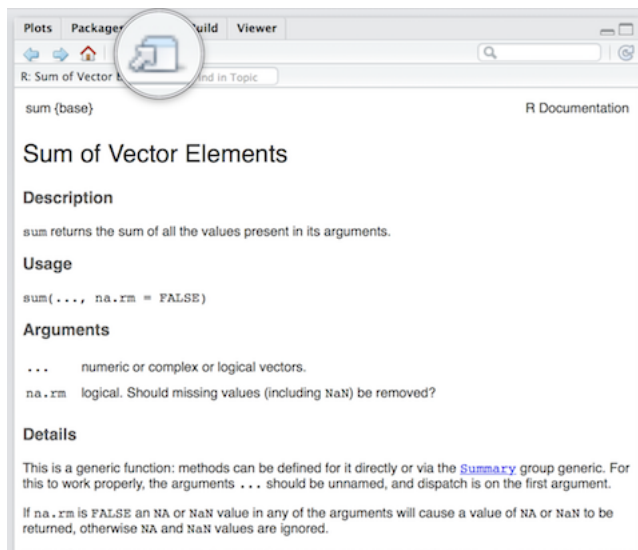 Plots Packages Build Viewer
R: Sum of Vector Find in Topic
sum {base} R Documentation
Sum of Vector Elements
Description
sum returns the sum of all the values present in its arguments.
Usage
sum(..., na.rm = FALSE)
Arguments
... numeric or complex or logical vectors.
na.rm logical. Should missing values (including NaN) be removed?
Details
This is a generic function: methods can be defined for it directly or via the Summary group generic. For
this to work properly, the arguments ... should be unnamed, and dispatch is on the first argument.
If na.rm is FALSE an NA or NaN value in any of the arguments will cause a value of NA or NaN to be
returned, otherwise NA and NaN values are ignored.